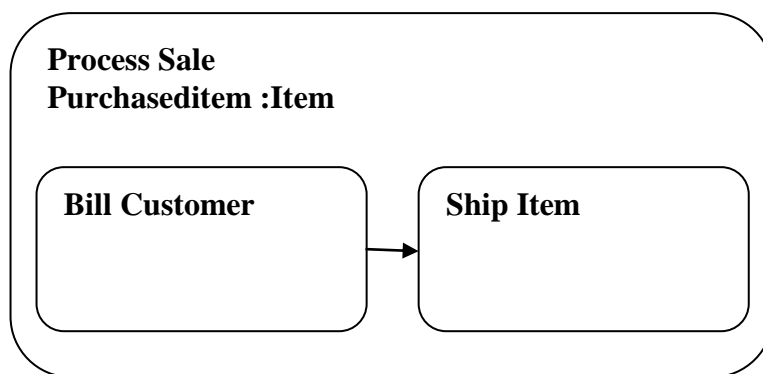 Process Sale
Purchaseditem :Item
Bill Customer
Ship Item